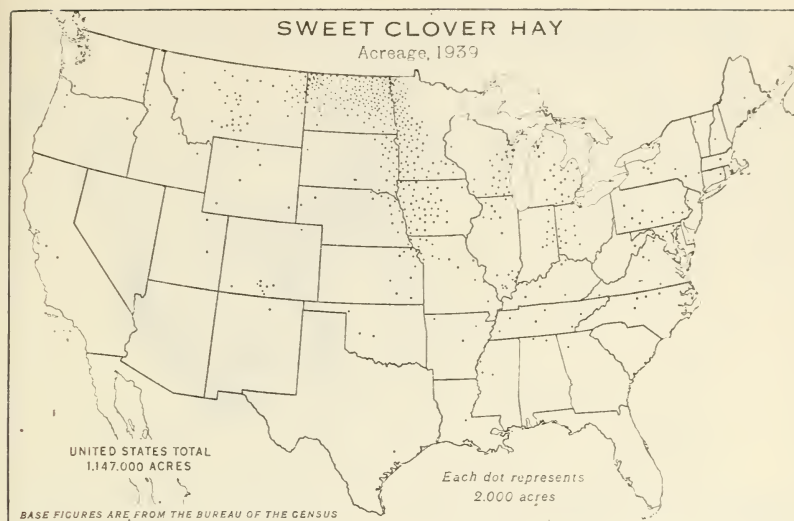 SWEET CLOVER HAY
Acreage, 1939
UNITED STATES TOTAL
1,147,000 ACRES
Each dot represents
2,000 acres
BASE FIGURES ARE FROM THE BUREAU OF THE CENSUS